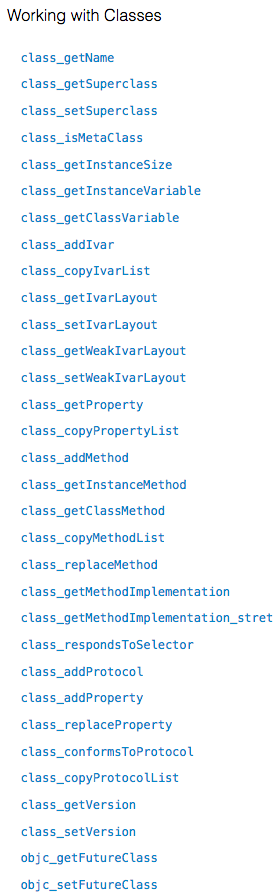 Working with Classes
class_getName
class_getSuperclass
class_setSuperclass
class_isMetaClass
class_getInstanceSize
class_getInstanceVariable
class_getClassVariable
class_addIvar
class_copyIvarList
class_getIvarLayout
class_setIvarLayout
class_getWeakIvarLayout
class_setWeakIvarLayout
class_getProperty
class_copyPropertyList
class_addMethod
class_getInstanceMethod
class_getClassMethod
class_copyMethodList
class_replaceMethod
class_getMethodImplementation
class_getMethodImplementation_stret
class_respondsToSelector
class_addProtocol
class_addProperty
class_replaceProperty
class_conformsToProtocol
class_copyProtocolList
class_getVersion
class_setVersion
objc_getFutureClass
objc_setFutureClass